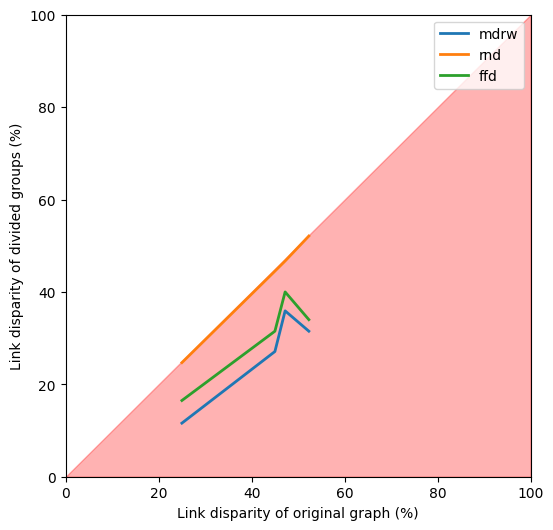 100
80
60
40
20
0
0 20 40 60 80 100
Link disparity of divided groups (%)
Link disparity of original graph (%)
mdrw
rnd
ffd